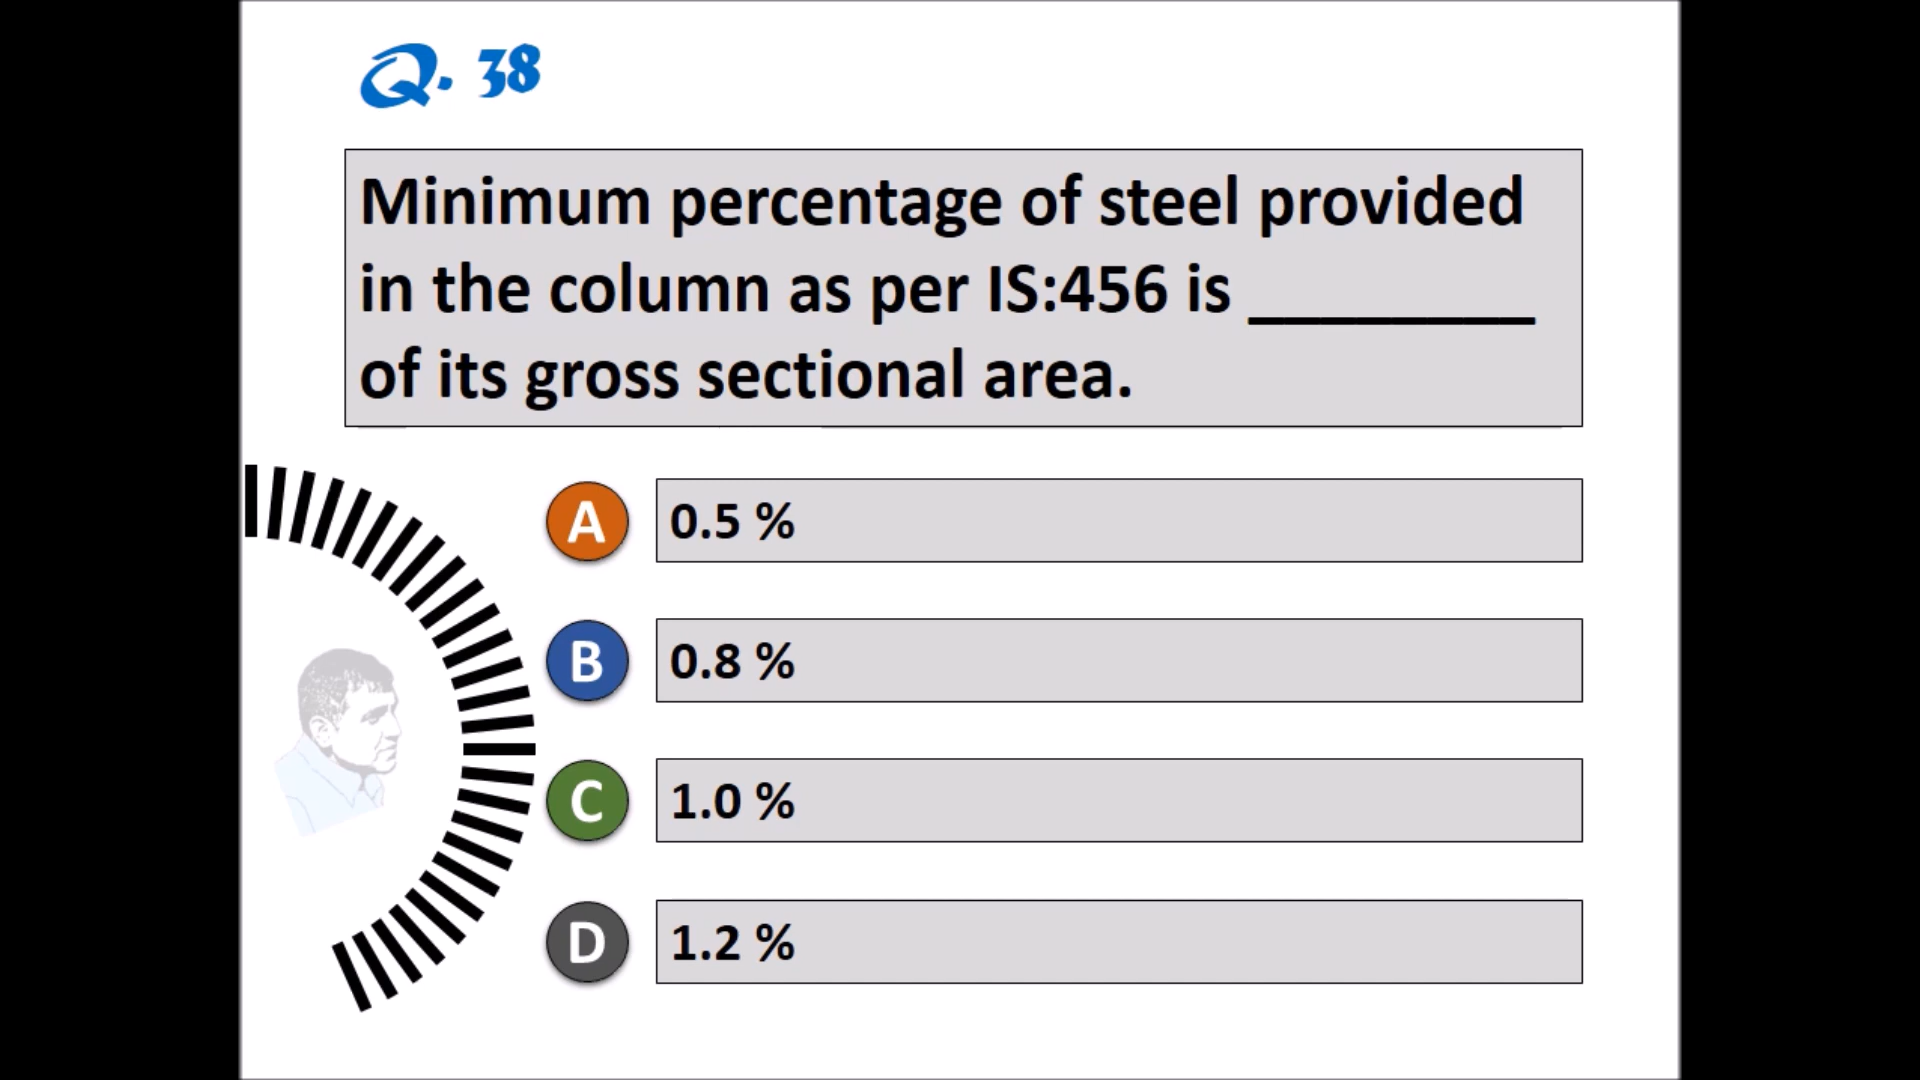 Q. 38
Minimum percentage of steel provided
in the column as per IS:456 is ________
of its gross sectional area.
A 0.5 %
B 0.8 %
C 1.0 %
D 1.2 %